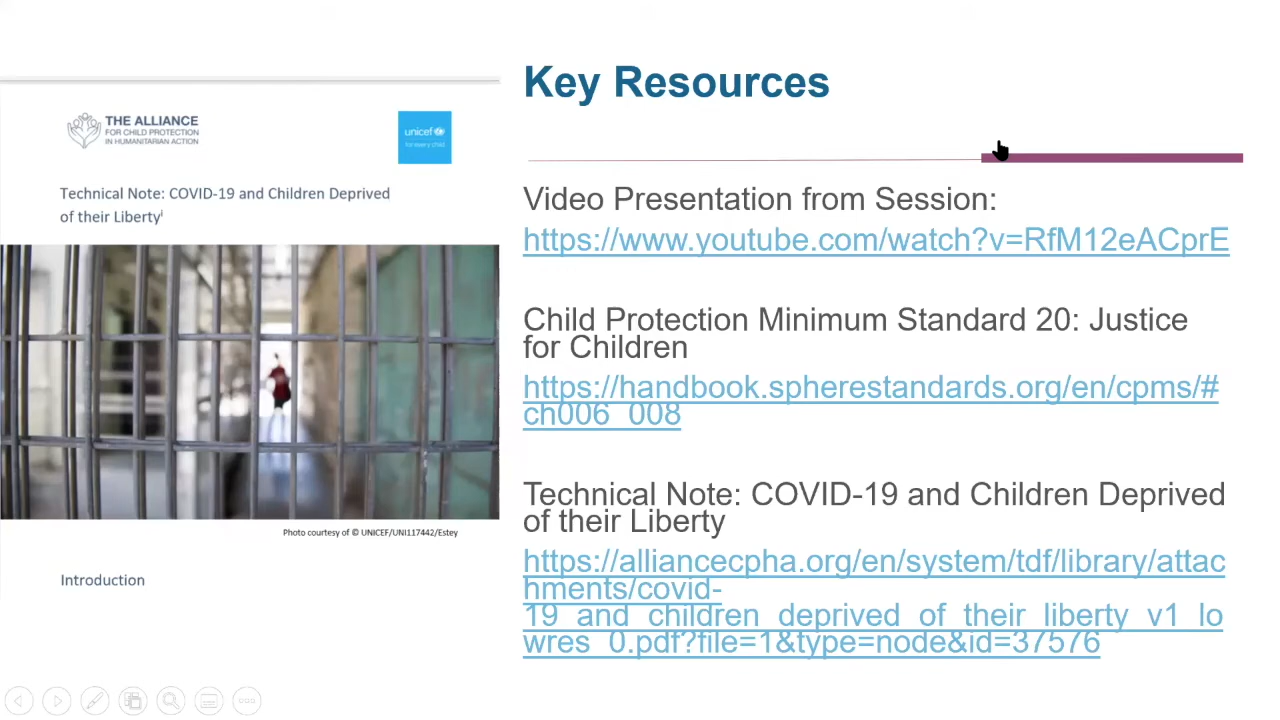 Key Resources
THE ALLIANCE
FOR CHILD PROTECTION
IN HUMANITARIAN ACTION
unicef
for every child
Technical Note: COVID-19 and Children Deprived
of their Libertyⁱ
Photo courtesy of © UNICEF/UNI117442/Estey
Introduction
Video Presentation from Session:
https://www.youtube.com/watch?v=RfM12eACprE
Child Protection Minimum Standard 20: Justice
for Children
https://handbook.spherestandards.org/en/cpms/#
ch006_008
Technical Note: COVID-19 and Children Deprived
of their Liberty
https://alliancecpha.org/en/system/tdf/library/attac
hments/covid-
19_and_children_deprived_of_their_liberty_v1_lo
wres_0.pdf?file=1&type=node&id=37576